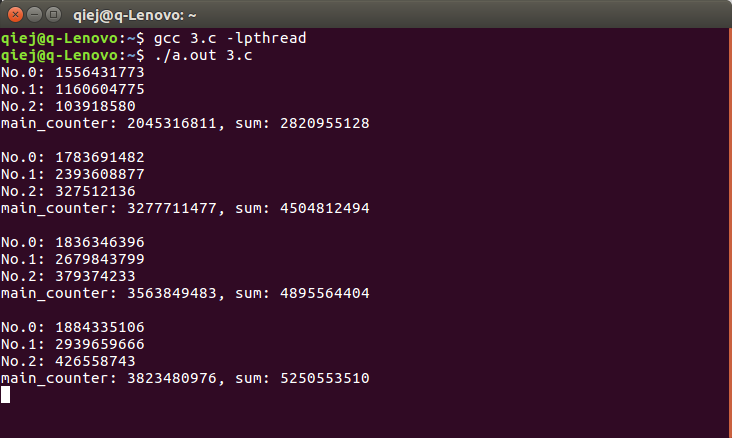 qiej@q-Lenovo: ~
qiej@q-Lenovo:~$ gcc 3.c -lpthread
qiej@q-Lenovo:~$ ./a.out 3.c
No.0: 1556431773
No.1: 1160604775
No.2: 103918580
main_counter: 2045316811, sum: 2820955128
No.0: 1783691482
No.1: 2393608877
No.2: 327512136
main_counter: 3277711477, sum: 4504812494
No.0: 1836346396
No.1: 2679843799
No.2: 379374233
main_counter: 3563849483, sum: 4895564404
No.0: 1884335106
No.1: 2939659666
No.2: 426558743
main_counter: 3823480976, sum: 5250553510